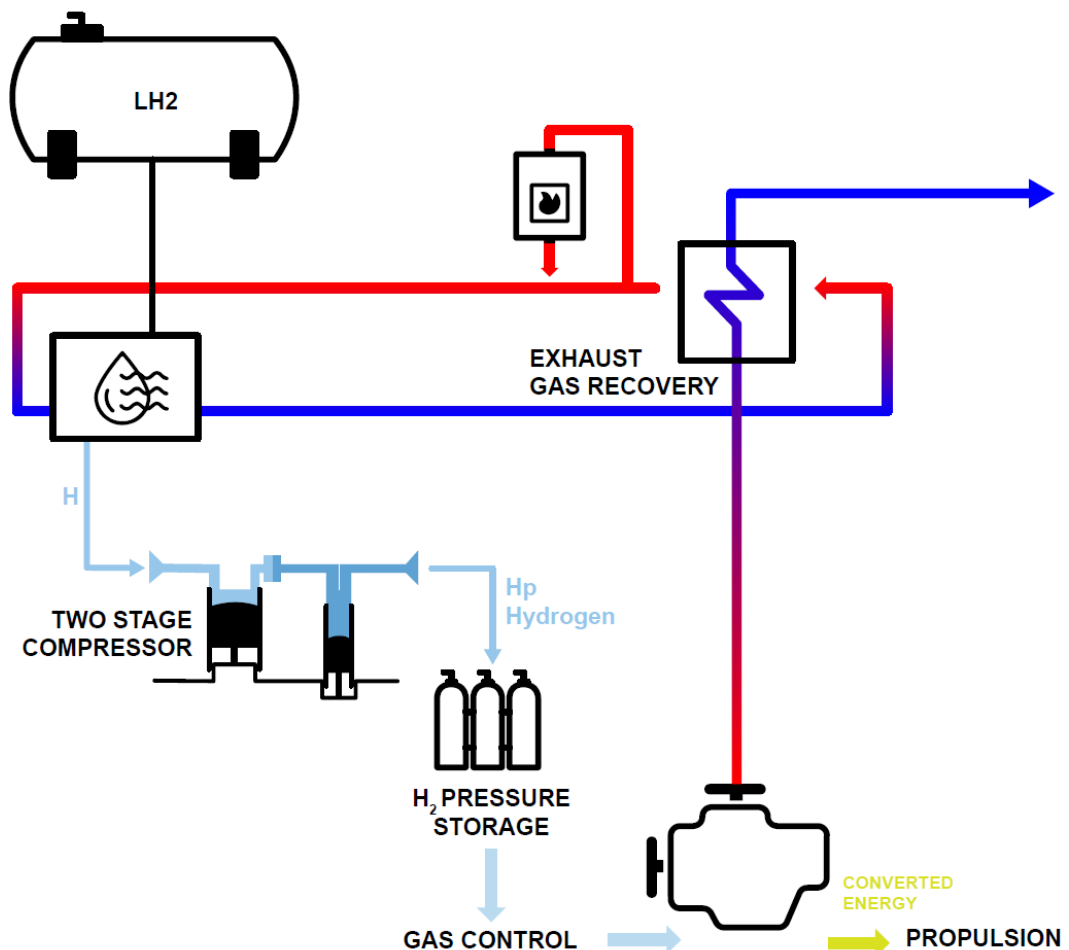 LH2
EXHAUST
GAS RECOVERY
H
TWO STAGE
COMPRESSOR
Hp
Hydrogen
H₂ PRESSURE
STORAGE
CONVERTED
ENERGY
GAS CONTROL
PROPULSION